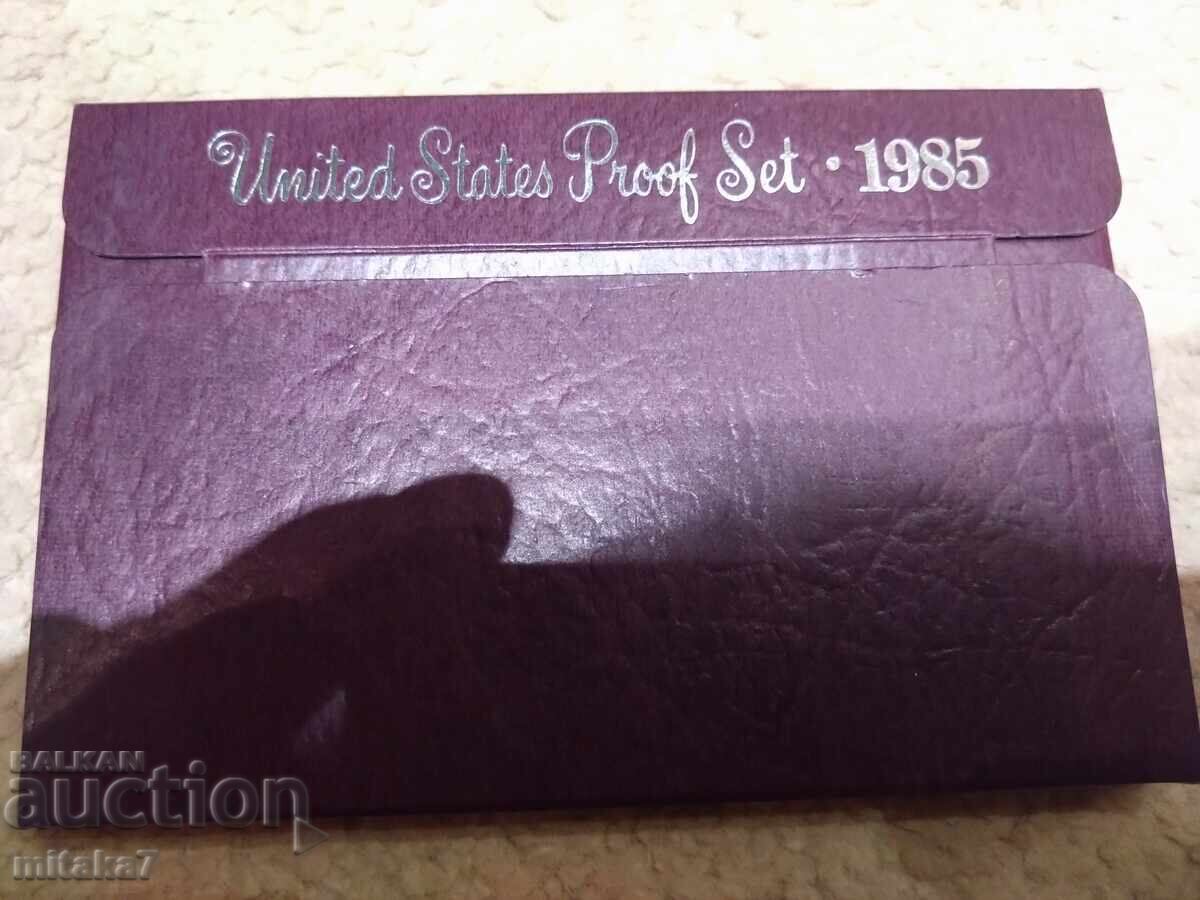 United States Proof Set · 1985
BALKAN
auction
mitaka7